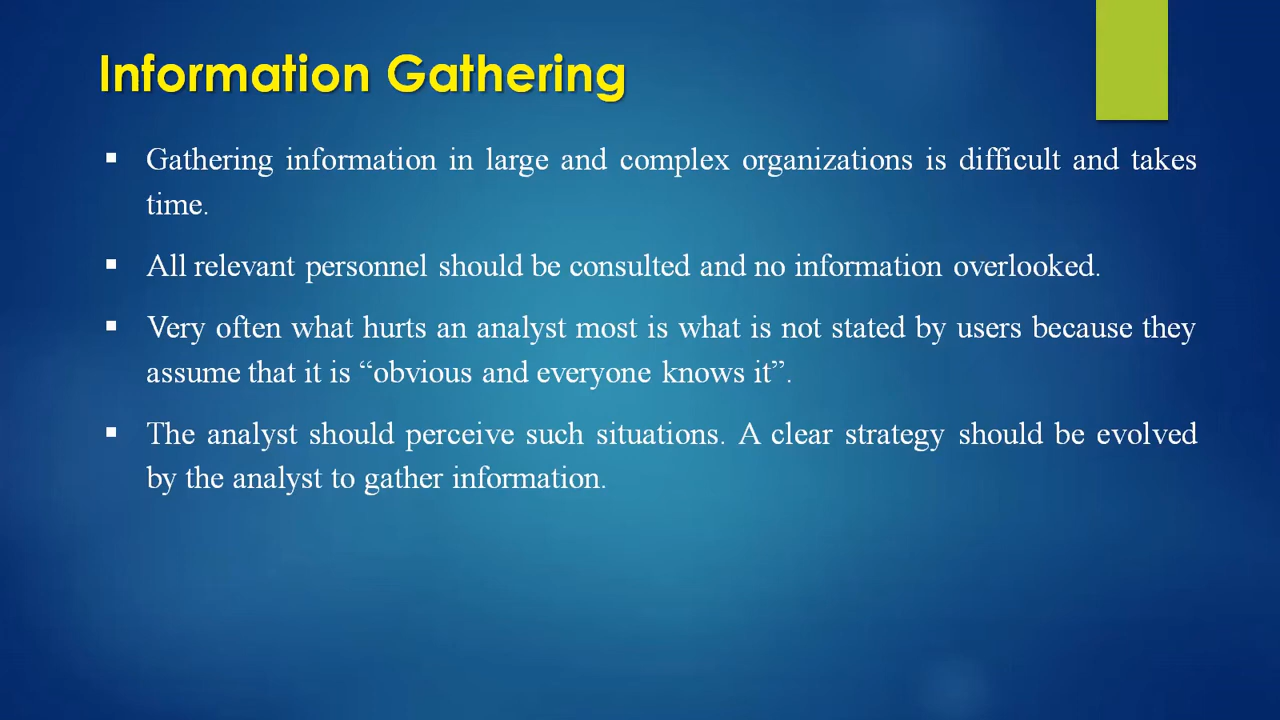 Information Gathering
▪ Gathering information in large and complex organizations is difficult and takes
time.
▪ All relevant personnel should be consulted and no information overlooked.
▪ Very often what hurts an analyst most is what is not stated by users because they
assume that it is “obvious and everyone knows it”.
▪ The analyst should perceive such situations. A clear strategy should be evolved
by the analyst to gather information.